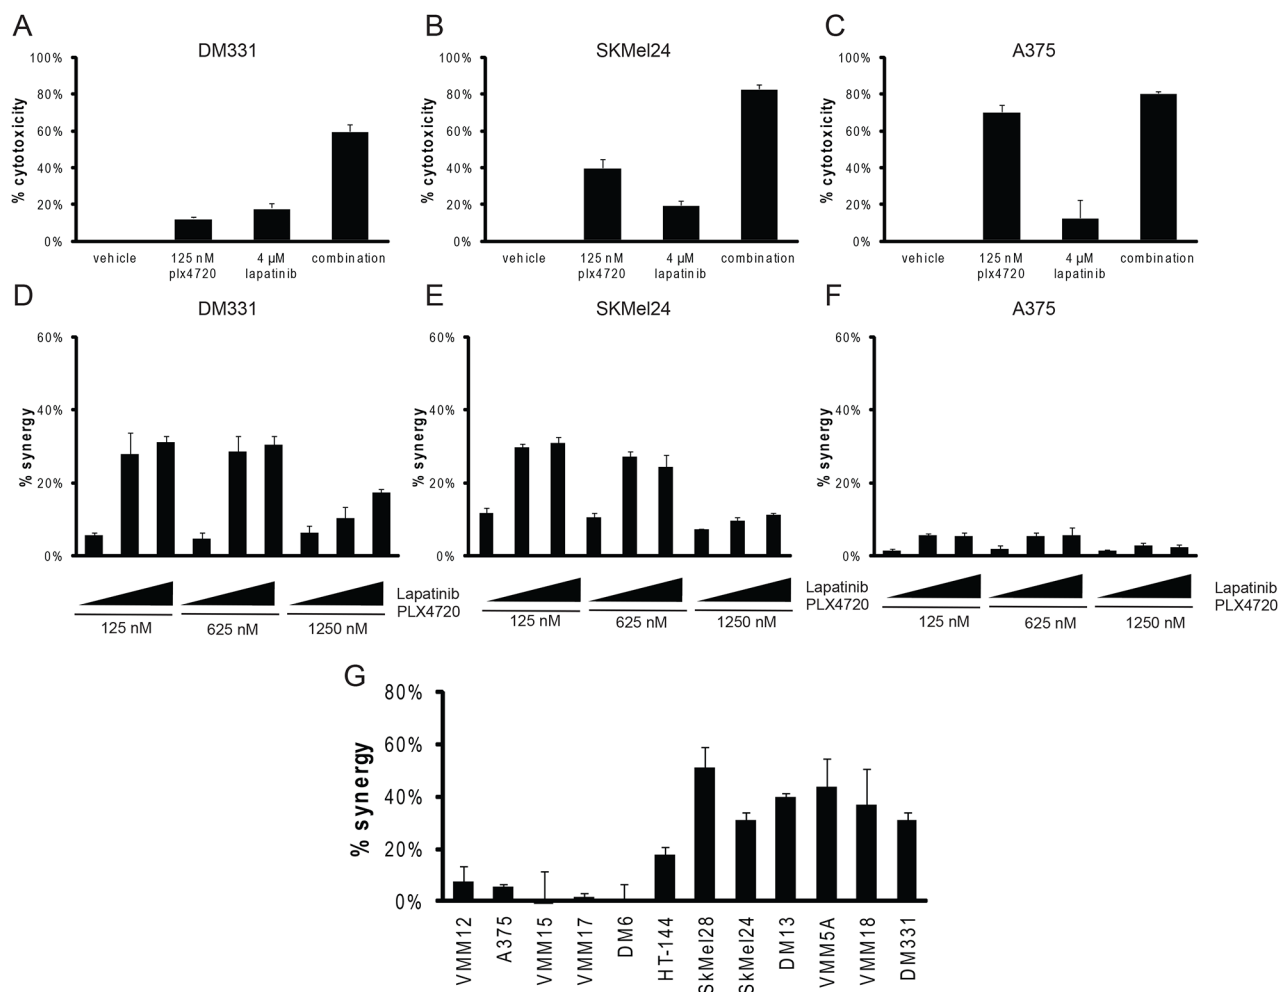 A
DM331
% cytotoxicity
100%
80%
60%
40%
20%
0%
vehicle
125 nM
plx4720
4 µM
lapatinib
combination
B
SKMel24
% cytotoxicity
100%
80%
60%
40%
20%
0%
vehicle
125 nM
plx4720
4 µM
lapatinib
combination
C
A375
% cytotoxicity
100%
80%
60%
40%
20%
0%
vehicle
125 nM
plx4720
4 µM
lapatinib
combination
D
DM331
% synergy
60%
40%
20%
0%
Lapatinib
PLX4720
125 nM
625 nM
1250 nM
E
SKMel24
% synergy
60%
40%
20%
0%
Lapatinib
PLX4720
125 nM
625 nM
1250 nM
F
A375
% synergy
60%
40%
20%
0%
Lapatinib
PLX4720
125 nM
625 nM
1250 nM
G
% synergy
80%
60%
40%
20%
0%
VMM12
A375
VMM15
VMM17
DM6
HT-144
SkMel28
SkMel24
DM13
VMM5A
VMM18
DM331